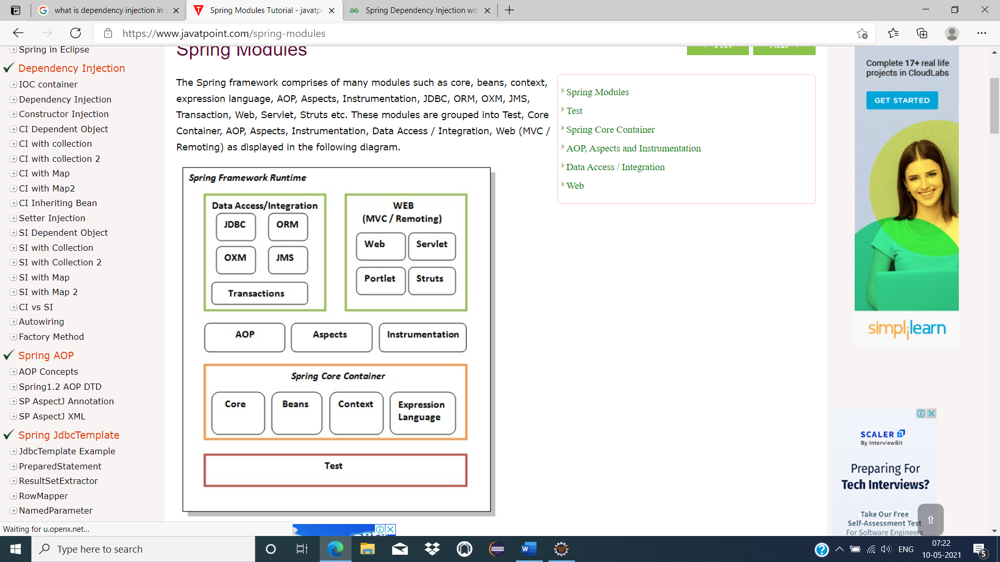 what is dependency injection in s
Spring Modules Tutorial - javatp
Spring Dependency Injection wit
https://www.javatpoint.com/spring-modules
Spring in Eclipse
Dependency Injection
IOC container
Dependency Injection
Constructor Injection
CI Dependent Object
CI with collection
CI with collection 2
CI with Map
CI with Map2
CI Inheriting Bean
Setter Injection
SI Dependent Object
SI with Collection
SI with Collection 2
SI with Map
SI with Map 2
CI vs SI
Autowiring
Factory Method
Spring AOP
AOP Concepts
Spring1.2 AOP DTD
SP AspectJ Annotation
SP AspectJ XML
Spring JdbcTemplate
JdbcTemplate Example
PreparedStatement
ResultSetExtractor
RowMapper
NamedParameter
Waiting for u.openx.net...
Spring Modules
← Prev
Next →
The Spring framework comprises of many modules such as core, beans, context,
expression language, AOP, Aspects, Instrumentation, JDBC, ORM, OXM, JMS,
Transaction, Web, Servlet, Struts etc. These modules are grouped into Test, Core
Container, AOP, Aspects, Instrumentation, Data Access / Integration, Web (MVC /
Remoting) as displayed in the following diagram.
Spring Modules
Test
Spring Core Container
AOP, Aspects and Instrumentation
Data Access / Integration
Web
Spring Framework Runtime
Data Access/Integration
JDBC
ORM
OXM
JMS
Transactions
WEB
(MVC / Remoting)
Web
Servlet
Portlet
Struts
AOP
Aspects
Instrumentation
Spring Core Container
Core
Beans
Context
Expression
Language
Test
Complete 17+ real life
projects in CloudLabs
GET STARTED
simplilearn
SCALER
By InterviewBit
Preparing For
Tech Interviews?
Take Our Free
Self-Assessment Test
For Software Engineers
Type here to search
W
ENG
07:22
10-05-2021
5